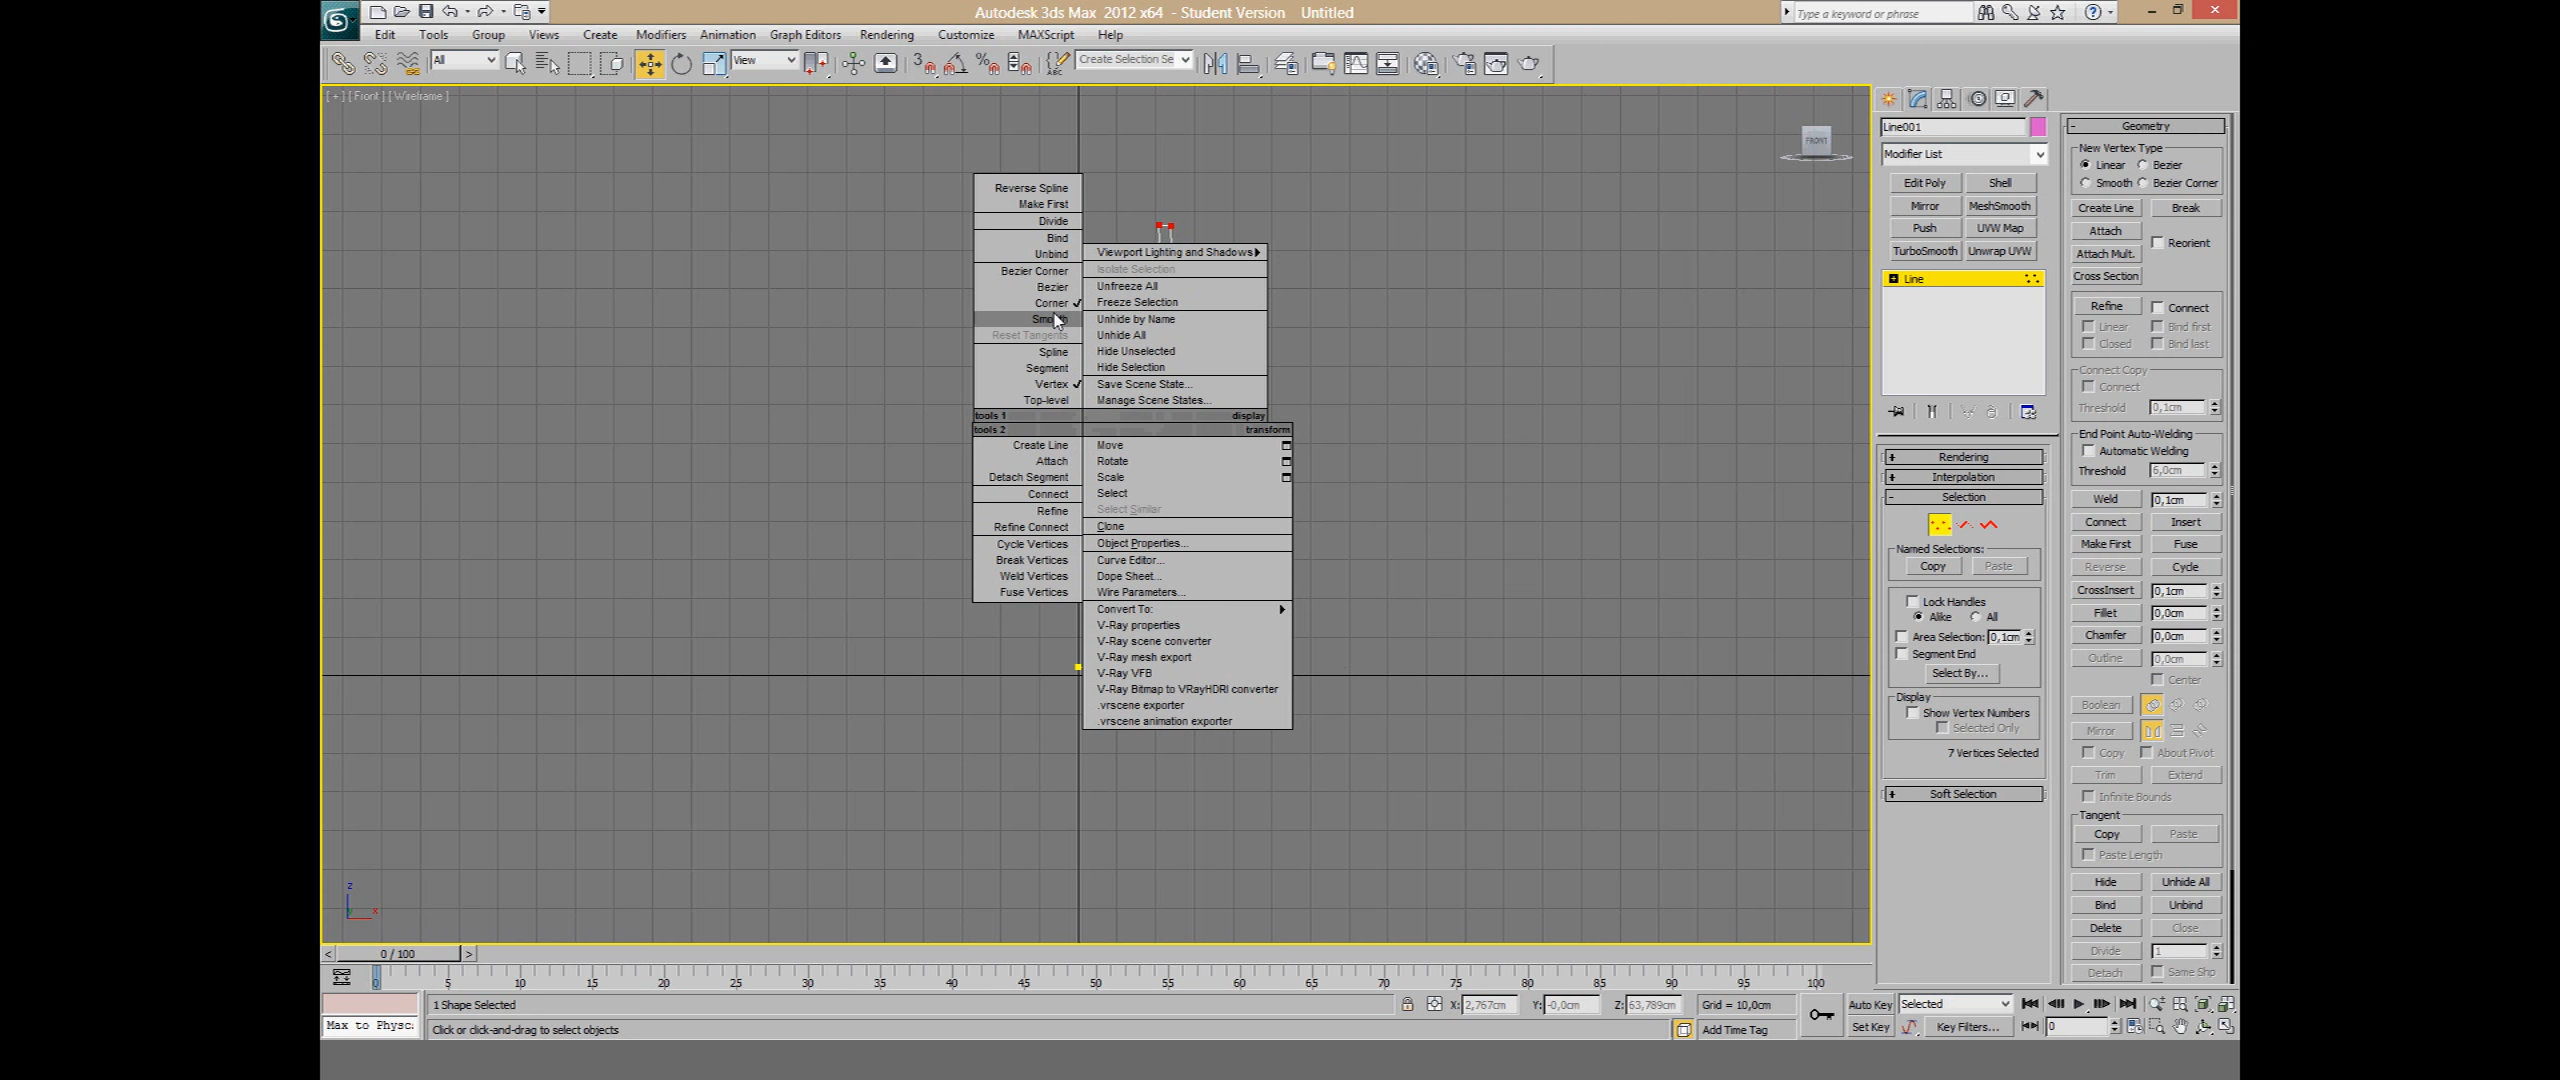 Autodesk 3ds Max 2012 x64 - Student Version Untitled
Type a keyword or phrase
Edit Tools Group Views Create Modifiers Animation Graph Editors Rendering Customize MAXScript Help
All View Create Selection Se
[ + ] [ Front ] [ Wireframe ]
FRONT
Reverse Spline
Make First
Divide
Bind
Unbind
Bezier Corner
Bezier
Corner
Smooth
Reset Tangents
Spline
Segment
Vertex
Top-level
tools 1
Viewport Lighting and Shadows
Isolate Selection
Unfreeze All
Freeze Selection
Unhide by Name
Unhide All
Hide Unselected
Hide Selection
Save Scene State...
Manage Scene States...
display
tools 2
Create Line
Attach
Detach Segment
Connect
Refine
Refine Connect
Cycle Vertices
Break Vertices
Weld Vertices
Fuse Vertices
transform
Move
Rotate
Scale
Select
Select Similar
Clone
Object Properties...
Curve Editor...
Dope Sheet...
Wire Parameters...
Convert To:
V-Ray properties
V-Ray scene converter
V-Ray mesh export
V-Ray VFB
V-Ray Bitmap to VRayHDRI converter
.vrscene exporter
.vrscene animation exporter
Line001
Modifier List
Edit Poly Shell
Mirror MeshSmooth
Push UVW Map
TurboSmooth Unwrap UVW
Line
+ Rendering
+ Interpolation
- Selection
Named Selections:
Copy Paste
Lock Handles
Alike All
Area Selection: 0,1cm
Segment End
Select By...
Display
Show Vertex Numbers
Selected Only
7 Vertices Selected
+ Soft Selection
- Geometry
New Vertex Type
Linear Bezier
Smooth Bezier Corner
Create Line Break
Attach
Reorient
Attach Mult.
Cross Section
Refine Connect
Linear Bind first
Closed Bind last
Connect Copy
Connect
Threshold 0,1cm
End Point Auto-Welding
Automatic Welding
Threshold 6,0cm
Weld 0,1cm
Connect Insert
Make First Fuse
Reverse Cycle
CrossInsert 0,1cm
Fillet 0,0cm
Chamfer 0,0cm
Outline 0,0cm
Center
Boolean
Mirror
Copy About Pivot
Trim Extend
Infinite Bounds
Tangent
Copy Paste
Paste Length
Hide Unhide All
Bind Unbind
Delete Close
Divide 1
Detach Same Shp
z
y x
< 0 / 100 >
0 5 10 15 20 25 30 35 40 45 50 55 60 65 70 75 80 85 90 95 100
1 Shape Selected X: 2,767cm Y: -0,0cm Z: 63,789cm Grid = 10,0cm Auto Key Selected
Max to Physc: Click or click-and-drag to select objects Add Time Tag Set Key Key Filters... 0